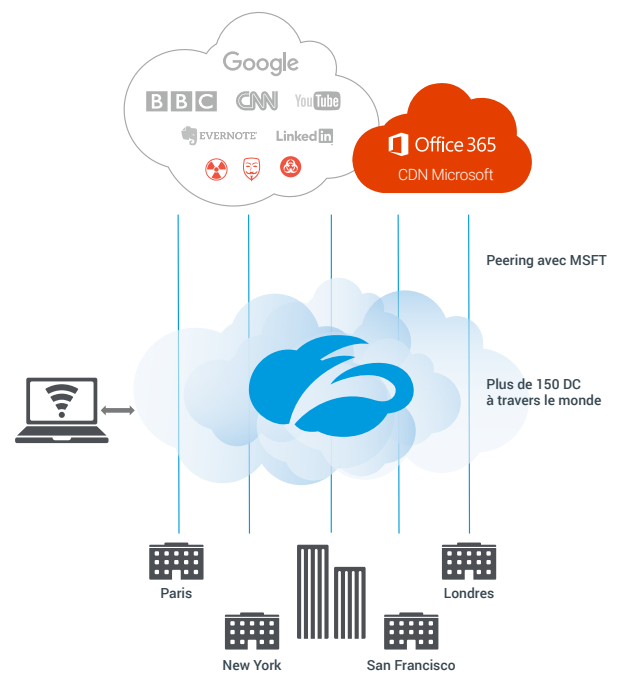 Google
BBC CNN YouTube
EVERNOTE LinkedIn
Office 365
CDN Microsoft
Peering avec MSFT
Plus de 150 DC
à travers le monde
Paris
Londres
New York
San Francisco